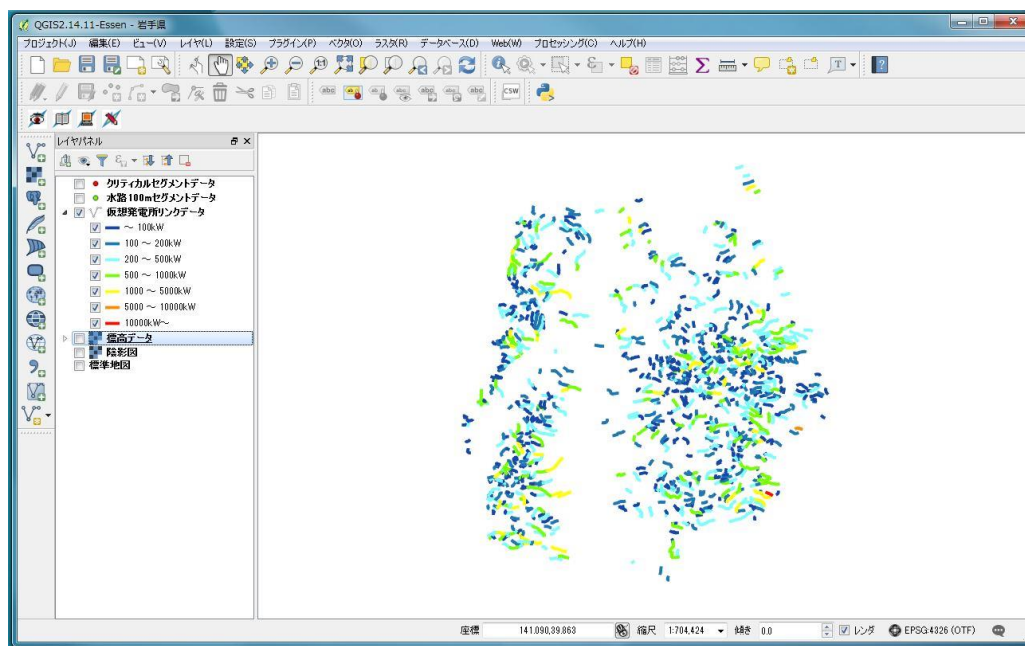 QGIS2.14.11-Essen - 岩手県
プロジェクト(J) 編集(E) ビュー(V) レイヤ(L) 設定(S) プラグイン(P) ベクタ(O) ラスタ(R) データベース(D) Web(W) プロセッシング(C) ヘルプ(H)
CSW
レイヤパネル
クリティカルセグメントデータ
水路100mセグメントデータ
仮想発電所リンクデータ
～ 100kW
100 ～ 200kW
200 ～ 500kW
500 ～ 1000kW
1000 ～ 5000kW
5000 ～ 10000kW
10000kW～
標高データ
陰影図
標準地図
座標 141.090,39.863 縮尺 1:704,424 傾き 0.0 レンダ EPSG:4326 (OTF)